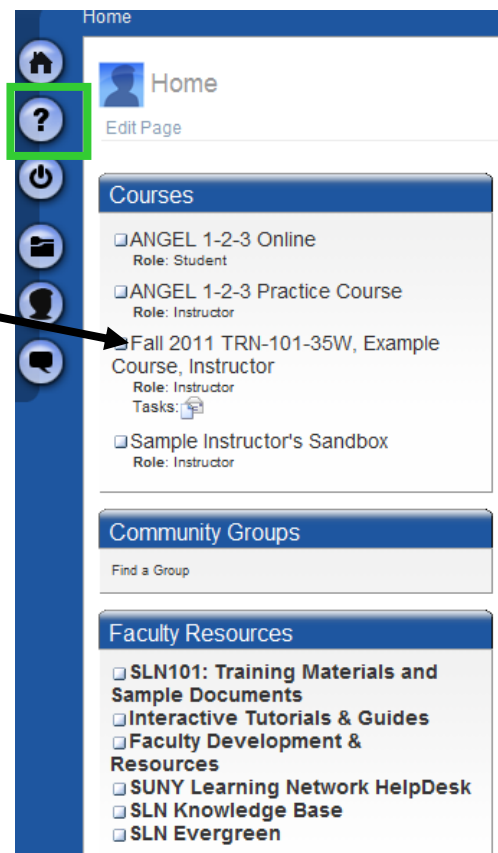 Home
Home
?
Edit Page
Courses
ANGEL 1-2-3 Online
Role: Student
ANGEL 1-2-3 Practice Course
Role: Instructor
Fall 2011 TRN-101-35W, Example
Course, Instructor
Role: Instructor
Tasks:
Sample Instructor's Sandbox
Role: Instructor
Community Groups
Find a Group
Faculty Resources
SLN101: Training Materials and
Sample Documents
Interactive Tutorials & Guides
Faculty Development &
Resources
SUNY Learning Network HelpDesk
SLN Knowledge Base
SLN Evergreen